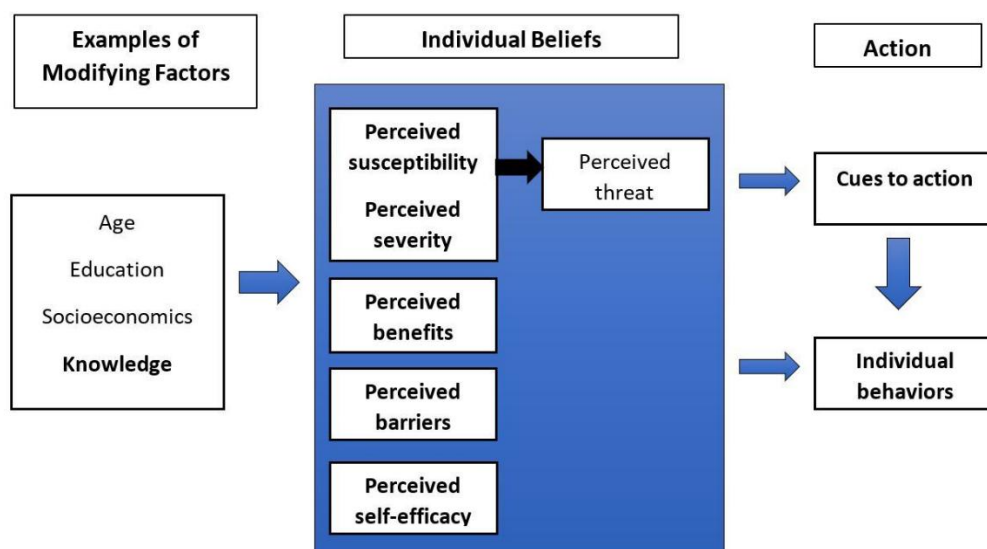 Examples of
Modifying Factors
Individual Beliefs
Action
Age
Education
Socioeconomics
Knowledge
Perceived
susceptibility
Perceived
severity
Perceived
threat
Perceived
benefits
Perceived
barriers
Perceived
self-efficacy
Cues to action
Individual
behaviors